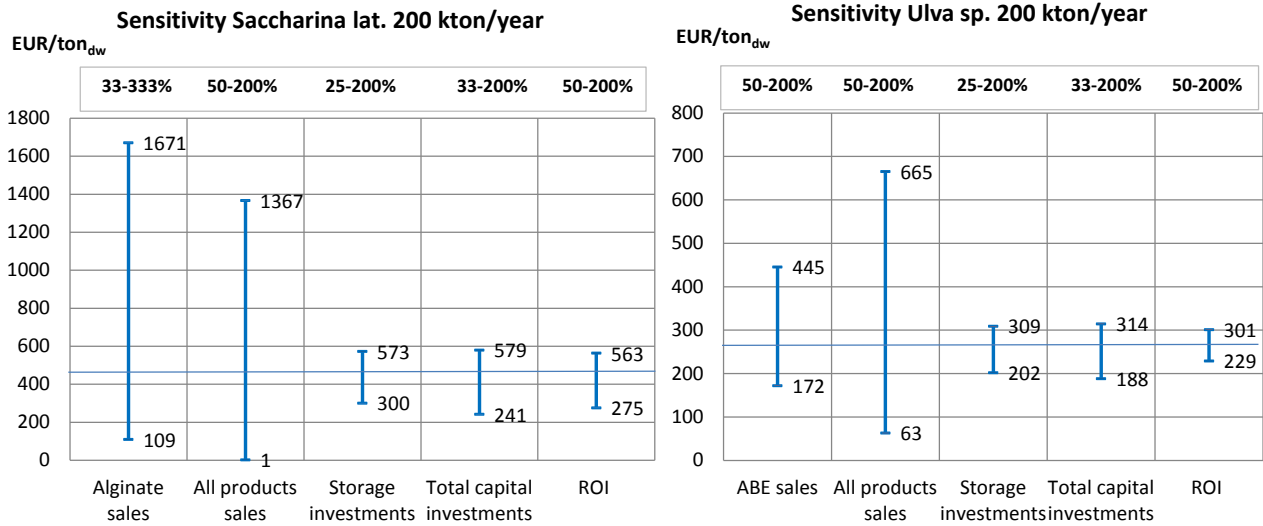 Sensitivity Saccharina lat. 200 kton/year
EUR/ton dw
33-333% 50-200% 25-200% 33-200% 50-200%
1800
1600
1400
1200
1000
800
600
400
200
0
1671
109
1367
1
573
300
579
241
563
275
Alginate sales
All products sales
Storage investments
Total capital investments
ROI
Sensitivity Ulva sp. 200 kton/year
EUR/ton dw
50-200% 50-200% 25-200% 33-200% 50-200%
800
700
600
500
400
300
200
100
0
445
172
665
63
309
202
314
188
301
229
ABE sales
All products sales
Storage investments
Total capital investments
ROI